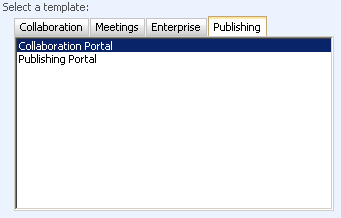 Select a template:
Collaboration Meetings Enterprise Publishing
Collaboration Portal
Publishing Portal